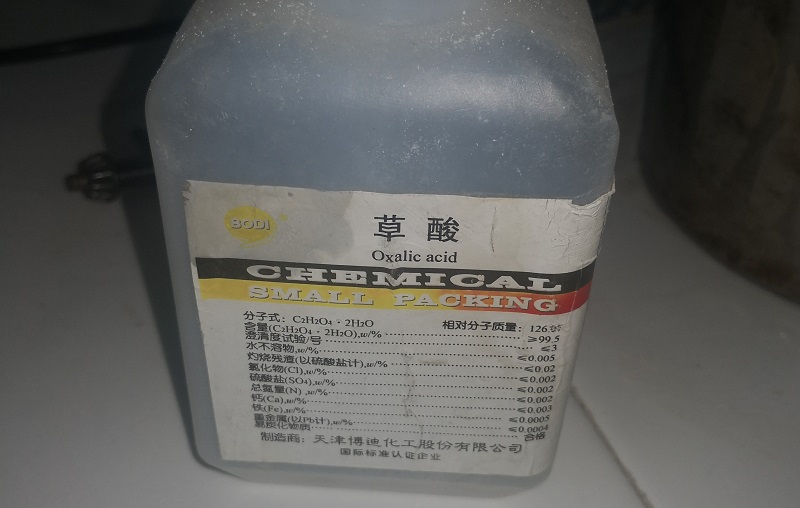 BODI
草酸
Oxalic acid
CHEMICAL
SMALL PACKING
分子式：C2H2O4·2H2O 相对分子质量：126.
含量(C2H2O4·2H2O),w/% ≥99.5
澄清度试验/号 ≤3
水不溶物,w/% ≤0.005
灼烧残渣(以硫酸盐计),w/% ≤0.02
氯化物(Cl),w/% ≤0.002
硫酸盐(SO4),w/% ≤0.002
总氮量(N),w/% ≤0.002
钙(Ca),w/% ≤0.003
铁(Fe),w/% ≤0.0005
重金属(以Pb计),w/% ≤0.0004
易炭化物质 合格
制造商：天津博迪化工股份有限公司
国际标准认证企业